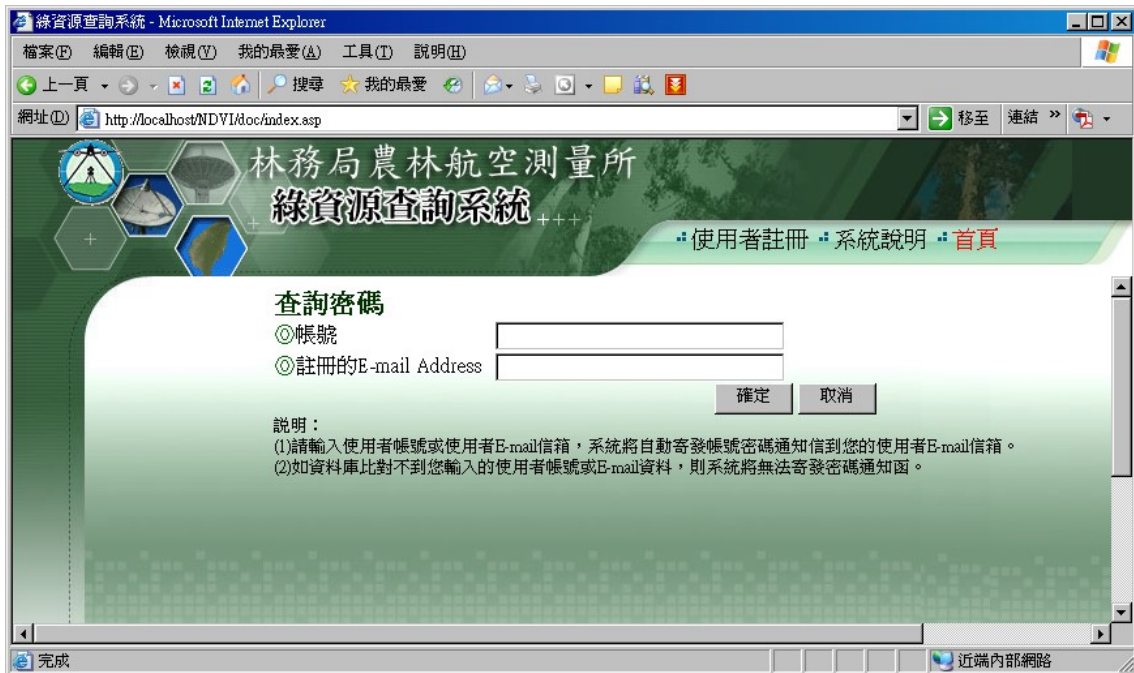 綠資源查詢系統 - Microsoft Internet Explorer
檔案(F) 編輯(E) 檢視(V) 我的最愛(A) 工具(T) 說明(H)
上一頁 搜尋 我的最愛
網址(D) http://localhost/NDVI/doc/index.asp 移至 連結 »
林務局農林航空測量所
綠資源查詢系統
使用者註冊 系統說明 首頁
查詢密碼
◎帳號
◎註冊的E-mail Address
確定 取消
說明：
(1)請輸入使用者帳號或使用者E-mail信箱，系統將自動寄發帳號密碼通知信到您的使用者E-mail信箱。
(2)如資料庫比對不到您輸入的使用者帳號或E-mail資料，則系統將無法寄發密碼通知函。
完成 近端內部網路